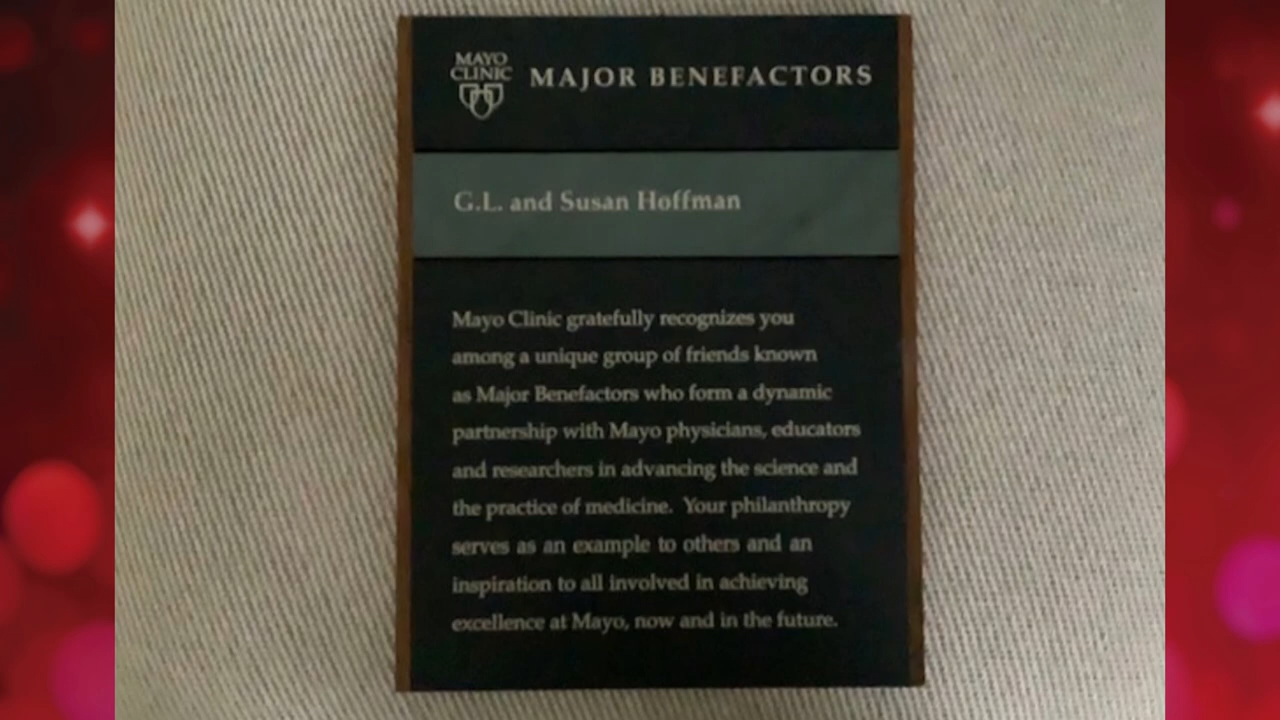 MAYO
CLINIC
MAJOR BENEFACTORS
G.L. and Susan Hoffman
Mayo Clinic gratefully recognizes you
among a unique group of friends known
as Major Benefactors who form a dynamic
partnership with Mayo physicians, educators
and researchers in advancing the science and
the practice of medicine. Your philanthropy
serves as an example to others and an
inspiration to all involved in achieving
excellence at Mayo, now and in the future.